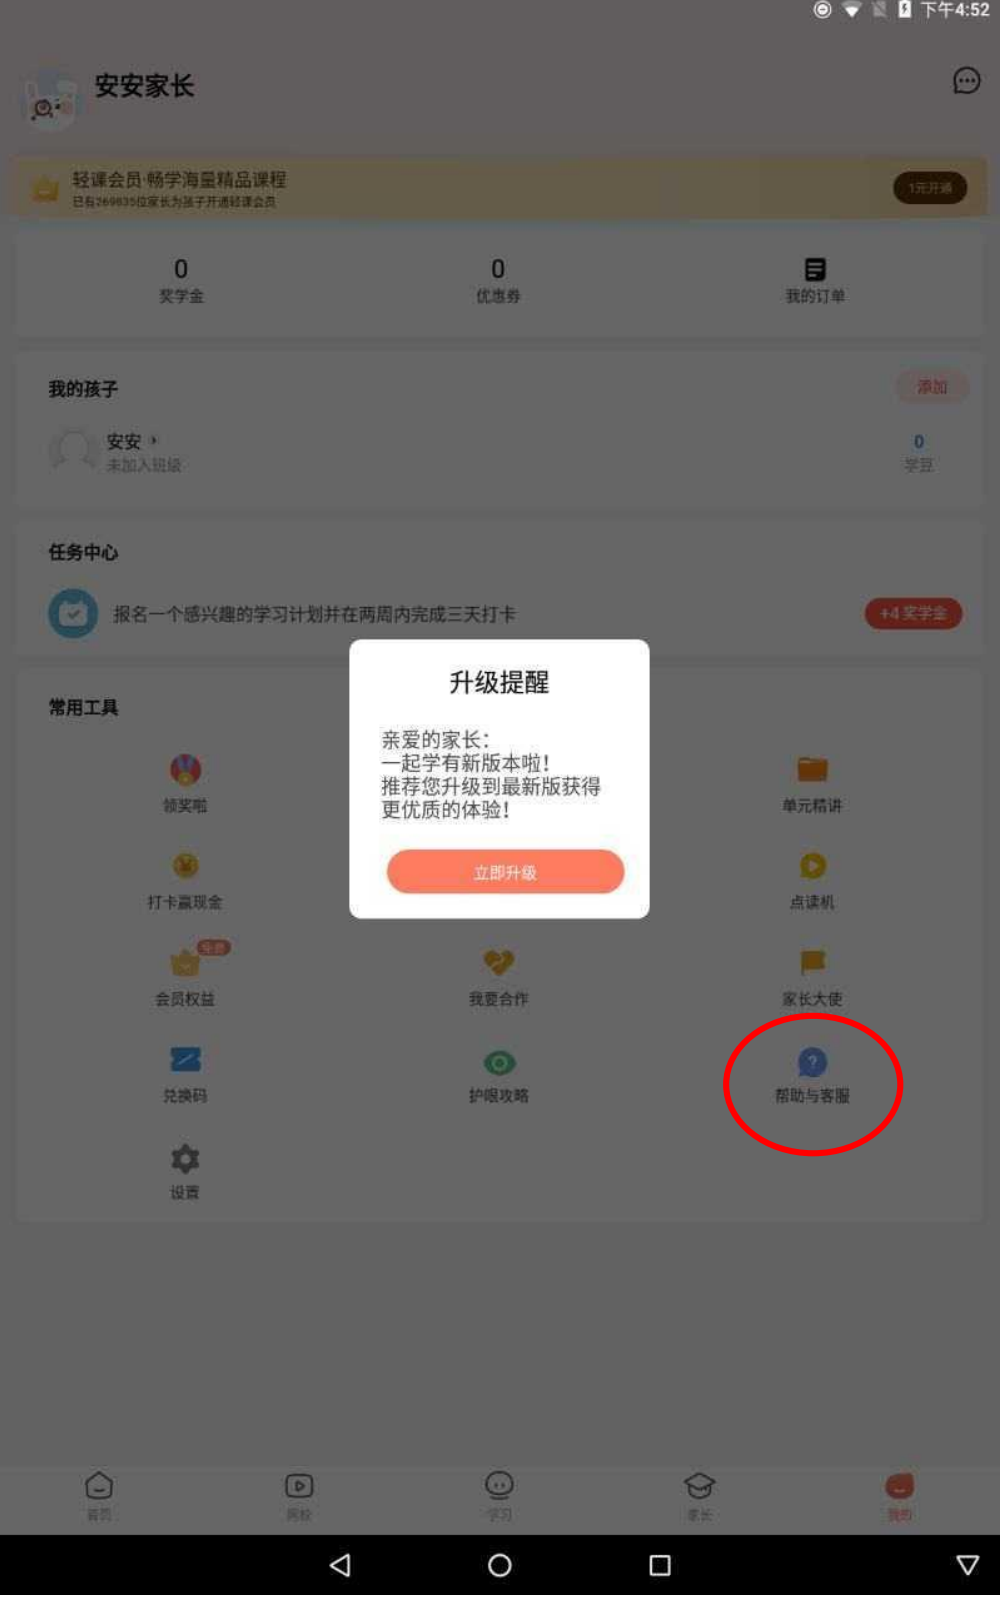 下午4:52
安安家长
轻课会员·畅学海量精品课程
已有269835位家长为孩子开通轻课会员
1元开通
0
0
奖学金
优惠券
我的订单
我的孩子
添加
安安
0
未加入班级
学豆
任务中心
报名一个感兴趣的学习计划并在两周内完成三天打卡
+4 奖学金
升级提醒
亲爱的家长：
一起学有新版本啦！
推荐您升级到最新版获得
更优质的体验！
立即升级
常用工具
领奖啦
单元精讲
打卡赢现金
点读机
会员权益
我要合作
家长大使
兑换码
护眼攻略
帮助与客服
设置
首页
网校
学习
家长
我的